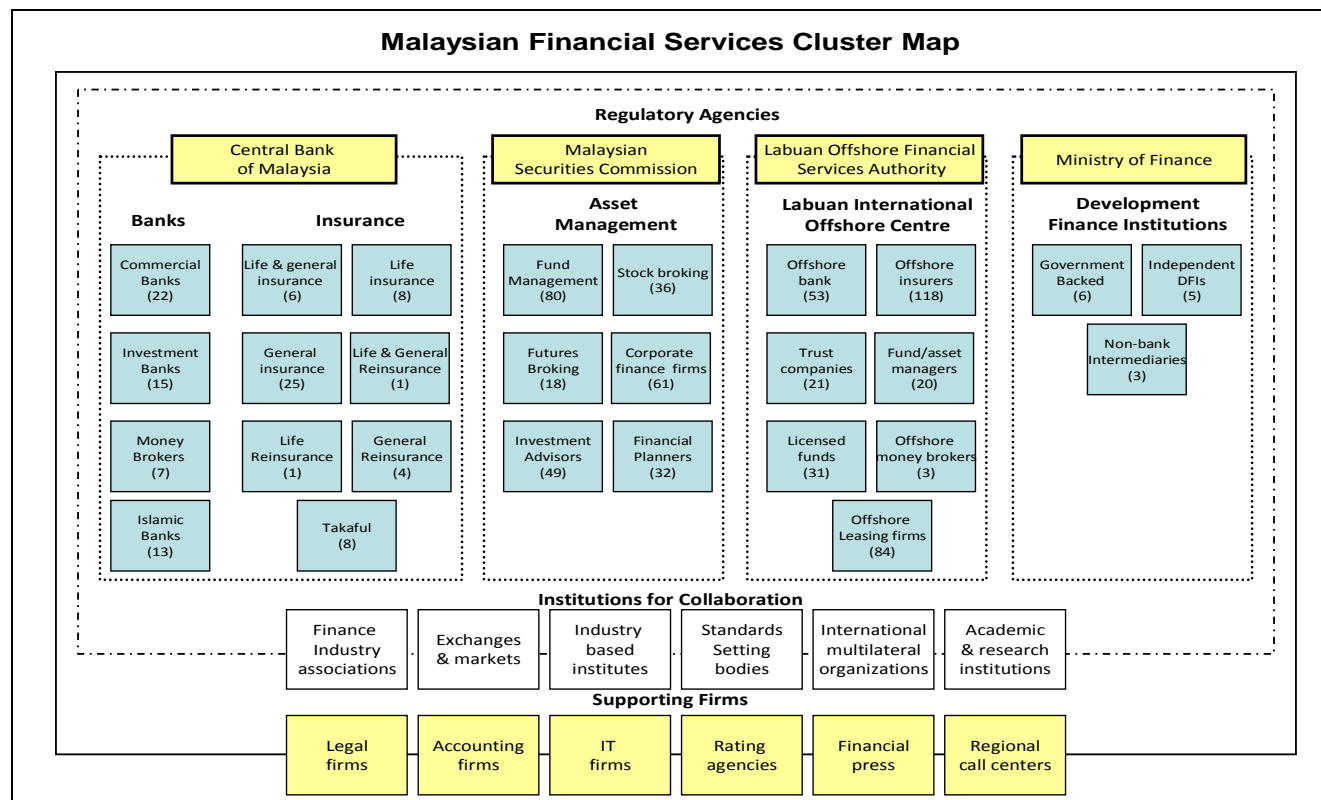 Malaysian Financial Services Cluster Map
Regulatory Agencies
Central Bank
of Malaysia
Malaysian
Securities Commission
Labuan Offshore Financial
Services Authority
Ministry of Finance
Banks
Insurance
Asset
Management
Labuan International
Offshore Centre
Development
Finance Institutions
Commercial
Banks
(22)
Life & general
insurance
(6)
Life
insurance
(8)
Fund
Management
(80)
Stock broking
(36)
Offshore
bank
(53)
Offshore
insurers
(118)
Government
Backed
(6)
Independent
DFIs
(5)
Investment
Banks
(15)
General
insurance
(25)
Life & General
Reinsurance
(1)
Futures
Broking
(18)
Corporate
finance firms
(61)
Trust
companies
(21)
Fund/asset
managers
(20)
Non-bank
Intermediaries
(3)
Money
Brokers
(7)
Life
Reinsurance
(1)
General
Reinsurance
(4)
Investment
Advisors
(49)
Financial
Planners
(32)
Licensed
funds
(31)
Offshore
money brokers
(3)
Islamic
Banks
(13)
Takaful
(8)
Offshore
Leasing firms
(84)
Institutions for Collaboration
Finance
Industry
associations
Exchanges
& markets
Industry
based
institutes
Standards
Setting
bodies
International
multilateral
organizations
Academic
& research
institutions
Supporting Firms
Legal
firms
Accounting
firms
IT
firms
Rating
agencies
Financial
press
Regional
call centers